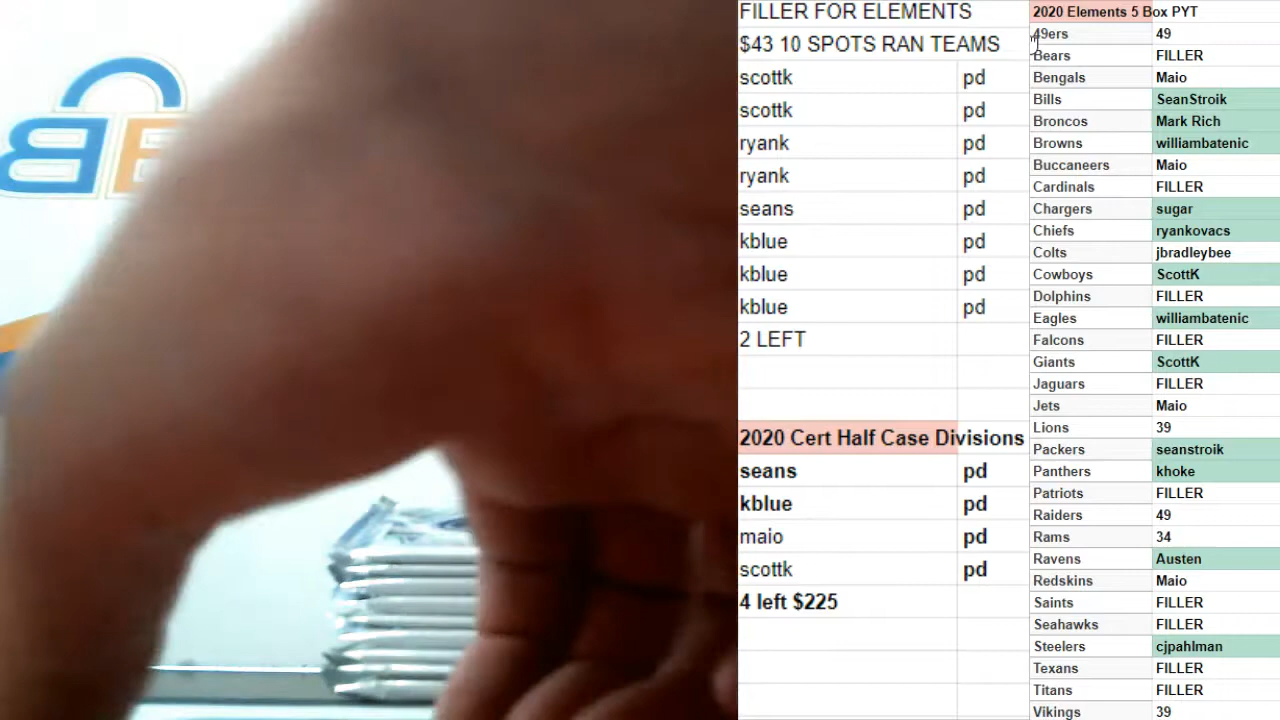 FILLER FOR ELEMENTS
$43 10 SPOTS RAN TEAMS
scottk pd
scottk pd
ryank pd
ryank pd
seans pd
kblue pd
kblue pd
kblue pd
2 LEFT
2020 Cert Half Case Divisions
seans pd
kblue pd
maio pd
scottk pd
4 left $225
2020 Elements 5 Box PYT
49ers 49
Bears FILLER
Bengals Maio
Bills SeanStroik
Broncos Mark Rich
Browns williambatenic
Buccaneers Maio
Cardinals FILLER
Chargers sugar
Chiefs ryankovacs
Colts jbradleybee
Cowboys ScottK
Dolphins FILLER
Eagles williambatenic
Falcons FILLER
Giants ScottK
Jaguars FILLER
Jets Maio
Lions 39
Packers seanstroik
Panthers khoke
Patriots FILLER
Raiders 49
Rams 34
Ravens Austen
Redskins Maio
Saints FILLER
Seahawks FILLER
Steelers cjpahlman
Texans FILLER
Titans FILLER
Vikings 39